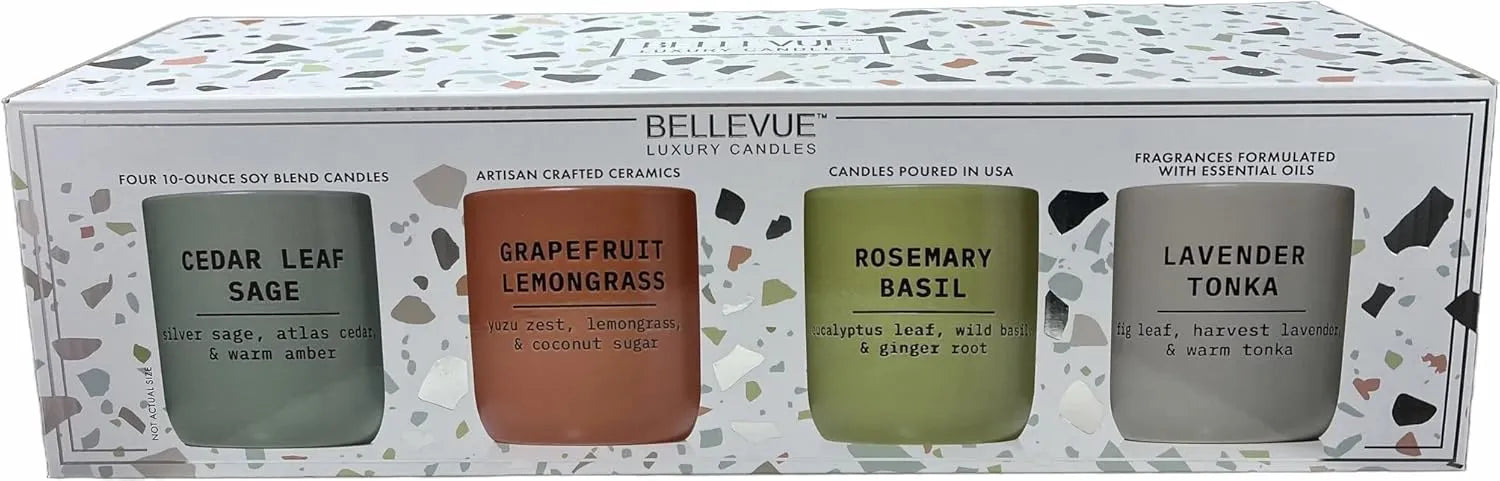 BELLEVUE™
LUXURY CANDLES
BELLEVUE™
LUXURY CANDLES
FOUR 10-OUNCE SOY BLEND CANDLES
ARTISAN CRAFTED CERAMICS
CANDLES POURED IN USA
FRAGRANCES FORMULATED
WITH ESSENTIAL OILS
CEDAR LEAF
SAGE
silver sage, atlas cedar,
& warm amber
GRAPEFRUIT
LEMONGRASS
yuzu zest, lemongrass,
& coconut sugar
ROSEMARY
BASIL
eucalyptus leaf, wild basil,
& ginger root
LAVENDER
TONKA
fig leaf, harvest lavender,
& warm tonka
NOT ACTUAL SIZE